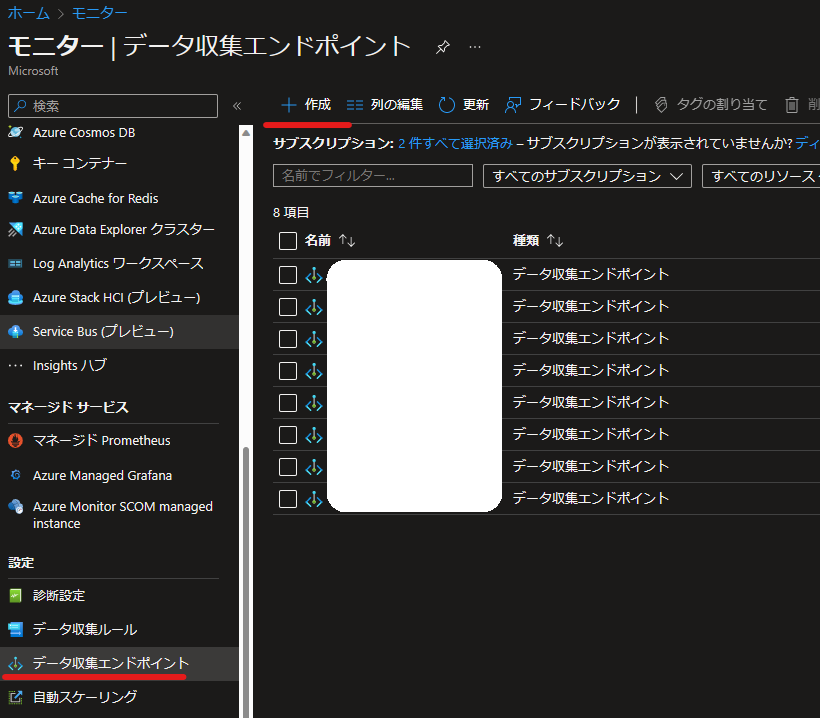 ホーム > モニター
モニター | データ収集エンドポイント ...
Microsoft
検索 «
Azure Cosmos DB
キー コンテナー
Azure Cache for Redis
Azure Data Explorer クラスター
Log Analytics ワークスペース
Azure Stack HCI (プレビュー)
Service Bus (プレビュー)
Insights ハブ
マネージド サービス
マネージド Prometheus
Azure Managed Grafana
Azure Monitor SCOM managed
instance
設定
診断設定
データ収集ルール
データ収集エンドポイント
自動スケーリング
作成 列の編集 更新 フィードバック | タグの割り当て 削
サブスクリプション: 2 件すべて選択済み – サブスクリプションが表示されていませんか? ディ
名前でフィルター... すべてのサブスクリプション すべてのリソース
8 項目
名前 ↑↓ 種類 ↑↓
データ収集エンドポイント
データ収集エンドポイント
データ収集エンドポイント
データ収集エンドポイント
データ収集エンドポイント
データ収集エンドポイント
データ収集エンドポイント
データ収集エンドポイント